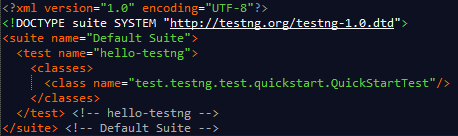 <?xml version="1.0" encoding="UTF-8"?>
<!DOCTYPE suite SYSTEM "http://testng.org/testng-1.0.dtd">
<suite name="Default Suite">
  <test name="hello-testng">
    <classes>
      <class name="test.testng.test.quickstart.QuickStartTest"/>
    </classes>
  </test> <!-- hello-testng -->
</suite> <!-- Default Suite -->